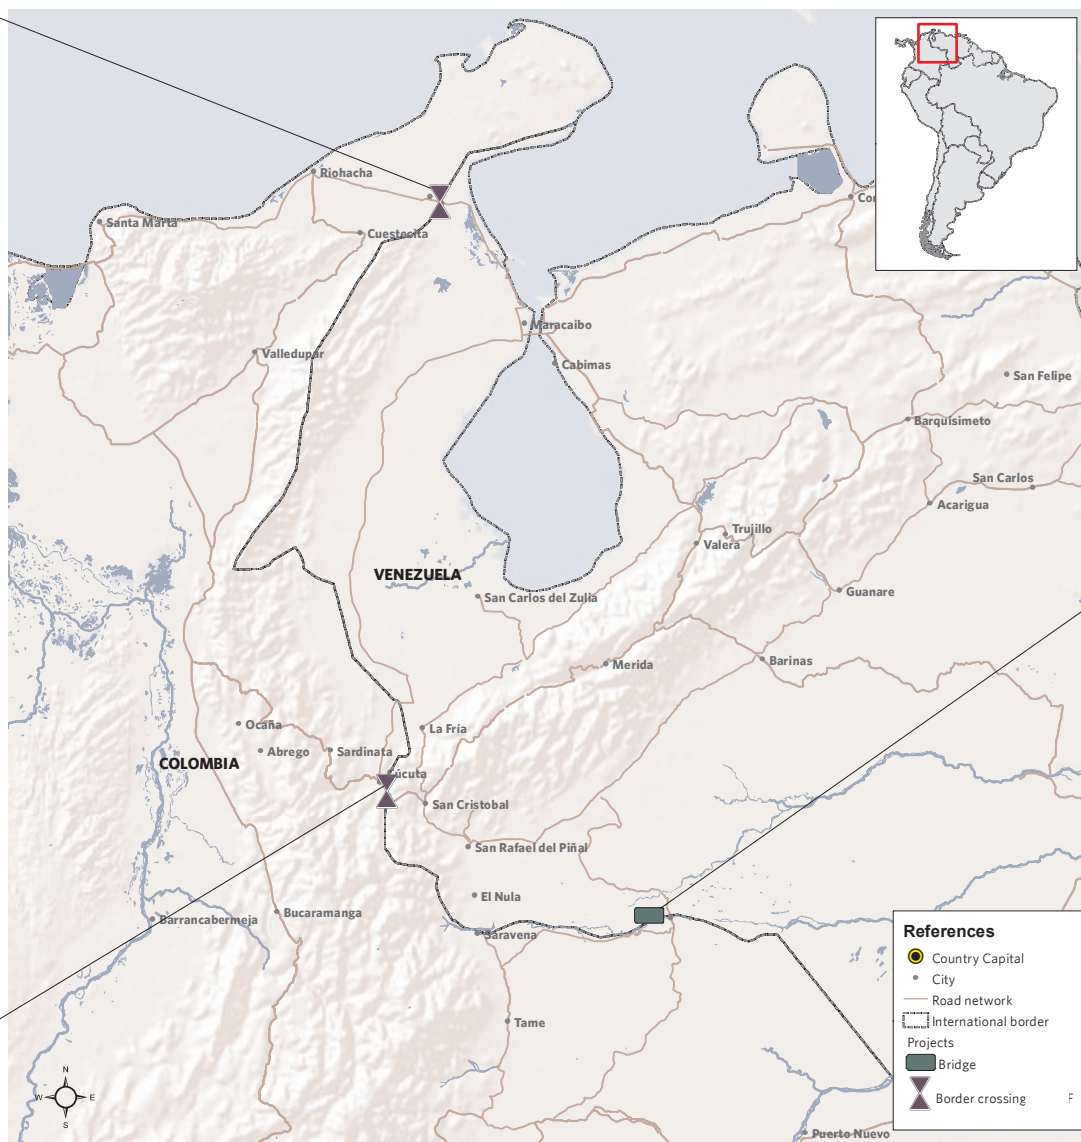 Riohacha
Santa Marta
Cuestecita
Maracaibo
Valledupar
Cabimas
San Felipe
Barquisimeto
San Carlos
Acarigua
Trujillo
Valera
VENEZUELA
San Carlos del Zulia
Guanare
Merida
Barinas
Ocaña
La Fría
Abrego
Sardinata
COLOMBIA
San Cristobal
San Rafael del Piñal
El Nula
Bucaramanga
Barrancabermeja
Saravena
Tame
Puerto Nuevo
N
W
E
S
References
Country Capital
City
Road network
International border
Projects
Bridge
Border crossing
F